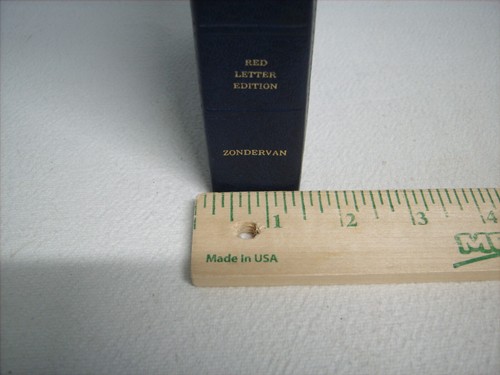 RED
LETTER
EDITION
ZONDERVAN
1 2 3 4
Made in USA